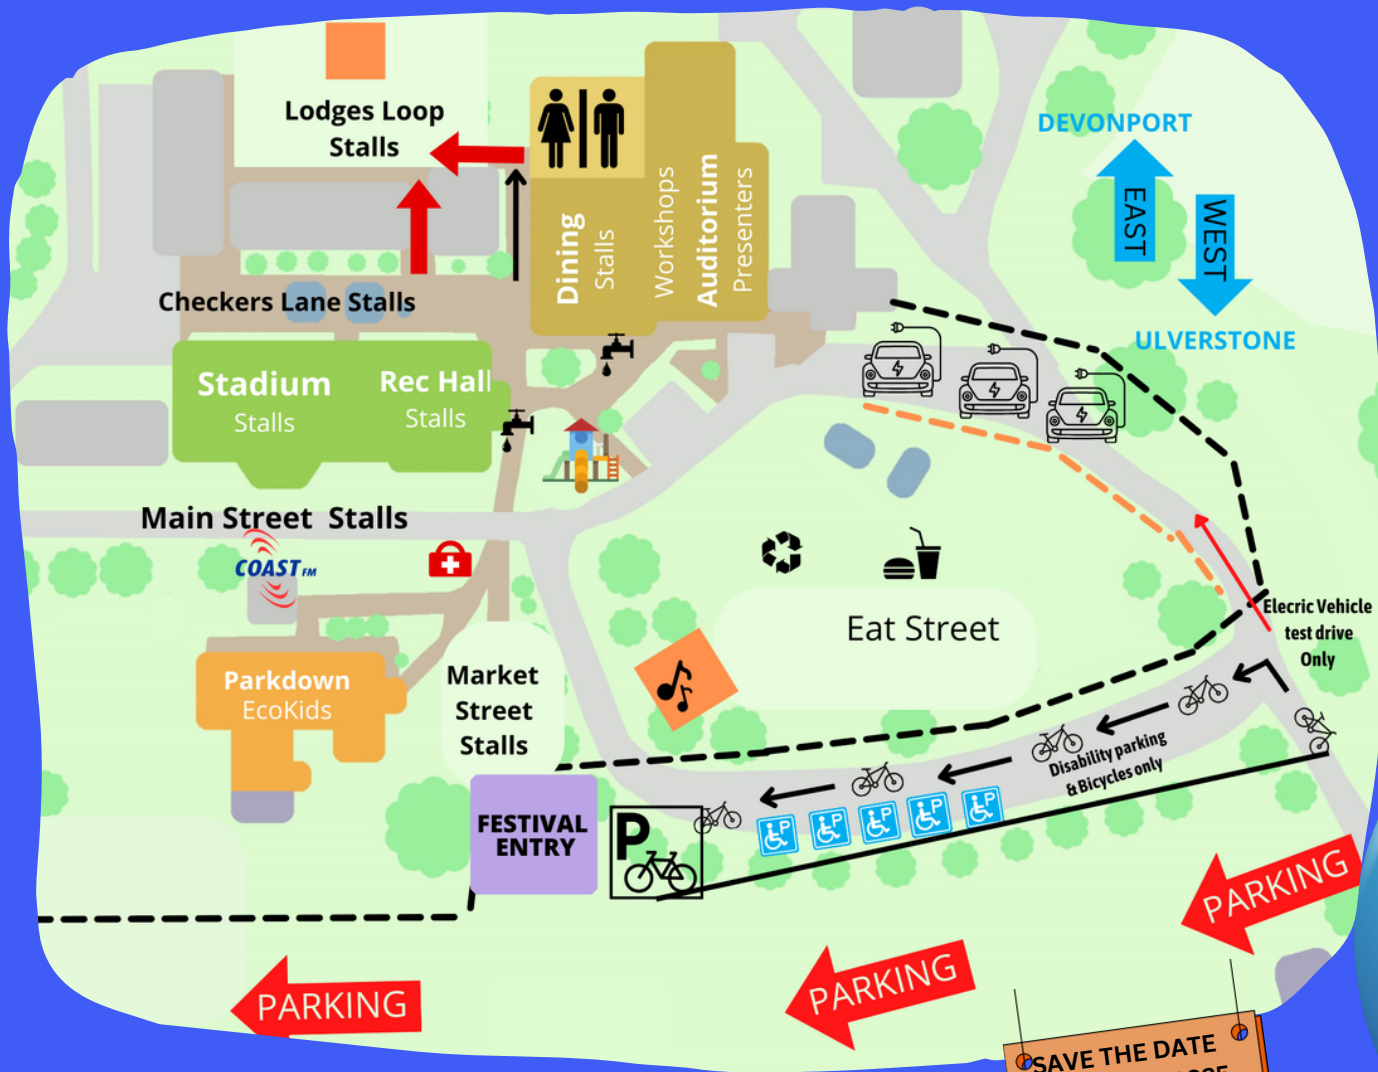 Lodges Loop
Stalls
DEVONPORT
EAST
WEST
ULVERSTONE
Dining
Stalls
Workshops
Auditorium
Presenters
Checkers Lane Stalls
Stadium
Stalls
Rec Hall
Stalls
Main Street Stalls
COAST FM
Eat Street
Elecric Vehicle
test drive
Only
Parkdown
EcoKids
Market
Street
Stalls
Disability parking
& Bicycles only
FESTIVAL
ENTRY
P
P
P
P
P
P
PARKING
PARKING
PARKING
SAVE THE DATE